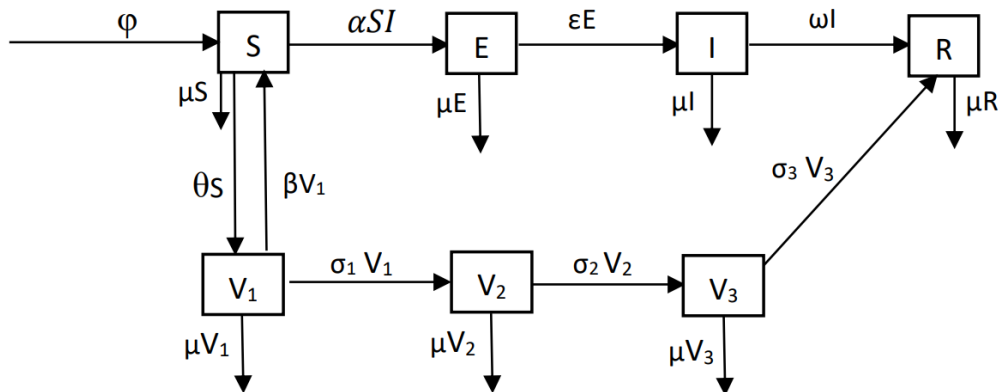 φ
S
αSI
E
εE
I
ωI
R
μS
μE
μI
μR
θS
βV₁
σ₃ V₃
V₁
σ₁ V₁
V₂
σ₂ V₂
V₃
μV₁
μV₂
μV₃